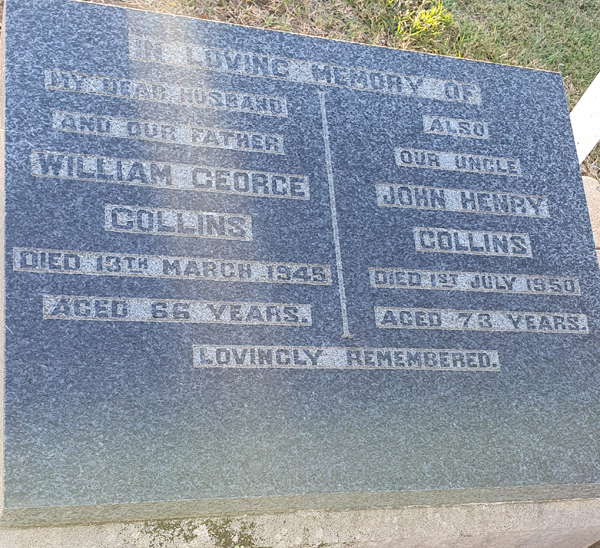 IN LOVING MEMORY OF
MY DEAR HUSBAND
AND OUR FATHER
WILLIAM GEORGE
COLLINS
DIED 13TH MARCH 1945
AGED 66 YEARS.
ALSO
OUR UNCLE
JOHN HENRY
COLLINS
DIED 1ST JULY 1950
AGED 73 YEARS.
LOVINGLY REMEMBERED.